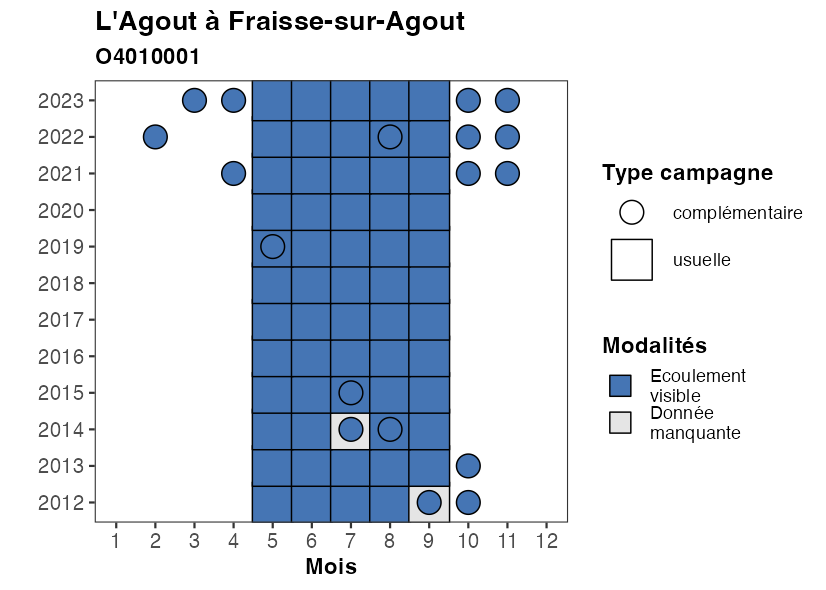 L'Agout à Fraisse-sur-Agout
O4010001
2023
2022
2021
2020
2019
2018
2017
2016
2015
2014
2013
2012
1 2 3 4 5 6 7 8 9 10 11 12
Mois
Type campagne
complémentaire
usuelle
Modalités
Ecoulement
visible
Donnée
manquante